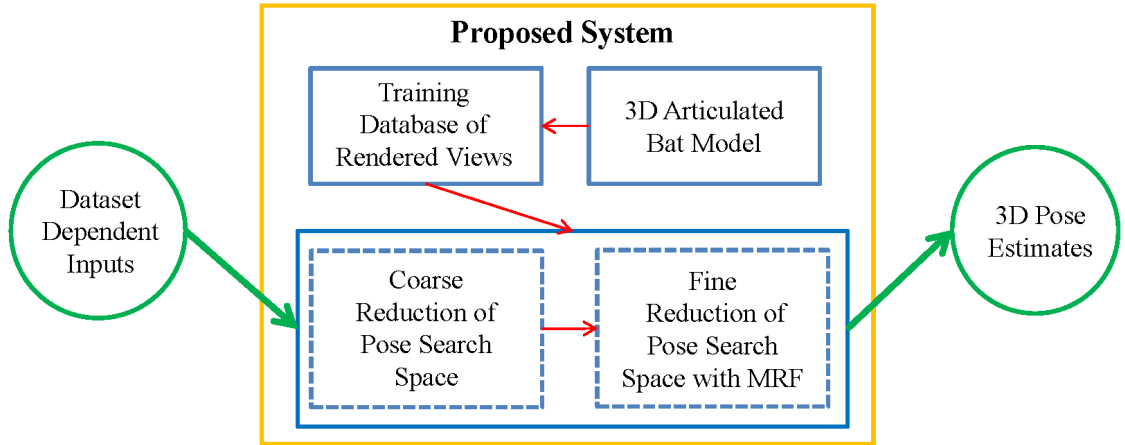 Proposed System
Training
Database of
Rendered Views
3D Articulated
Bat Model
Dataset
Dependent
Inputs
Coarse
Reduction of
Pose Search
Space
Fine
Reduction of
Pose Search
Space with MRF
3D Pose
Estimates